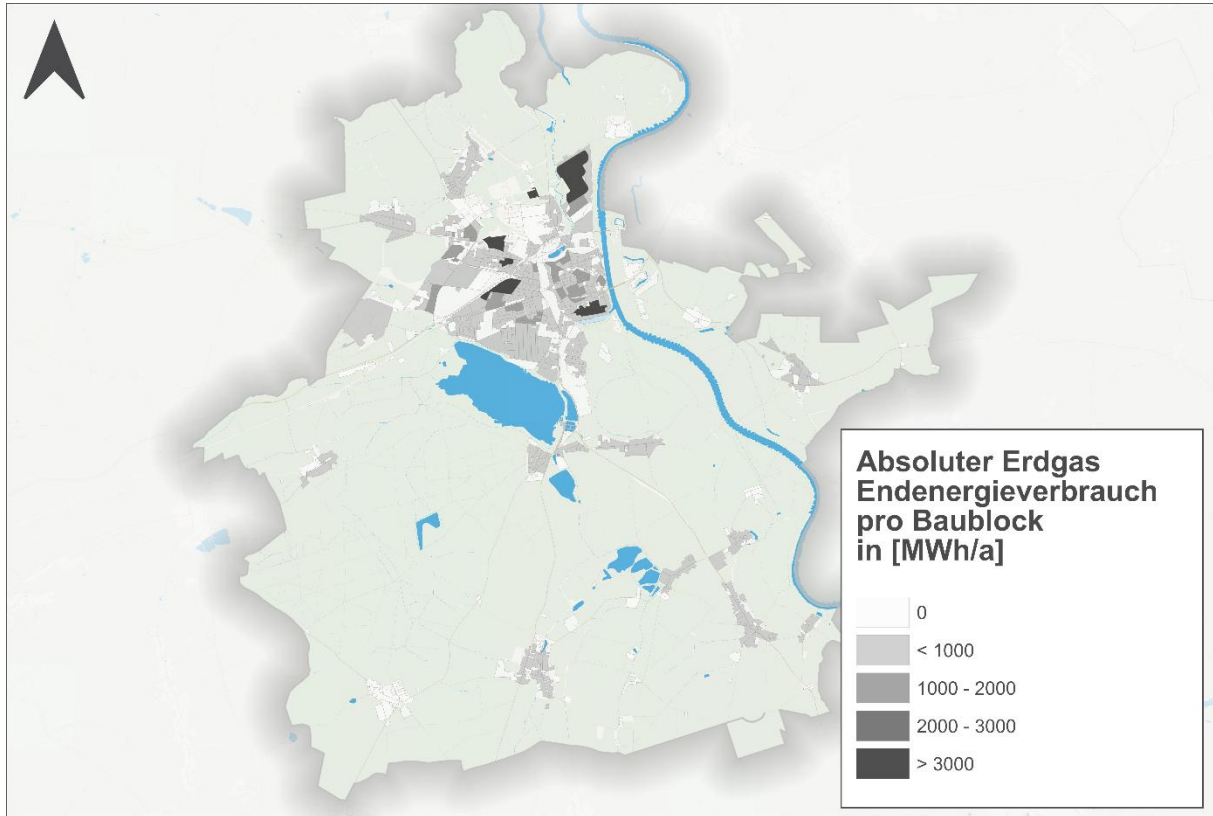 Absoluter Erdgas
Endenergieverbrauch
pro Baublock
in [MWh/a]
0
< 1000
1000 - 2000
2000 - 3000
> 3000